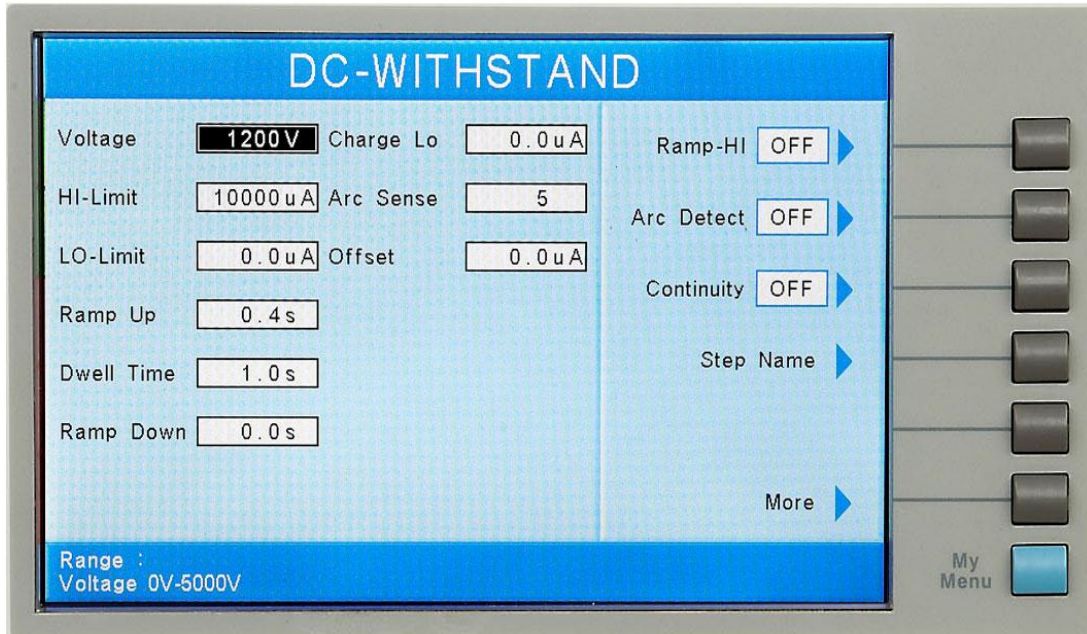 DC-WITHSTAND
Voltage 1200V Charge Lo 0.0uA
HI-Limit 10000uA Arc Sense 5
LO-Limit 0.0uA Offset 0.0uA
Ramp Up 0.4s
Dwell Time 1.0s
Ramp Down 0.0s
Ramp-HI OFF
Arc Detect OFF
Continuity OFF
Step Name
More
Range :
Voltage 0V-5000V
My
Menu